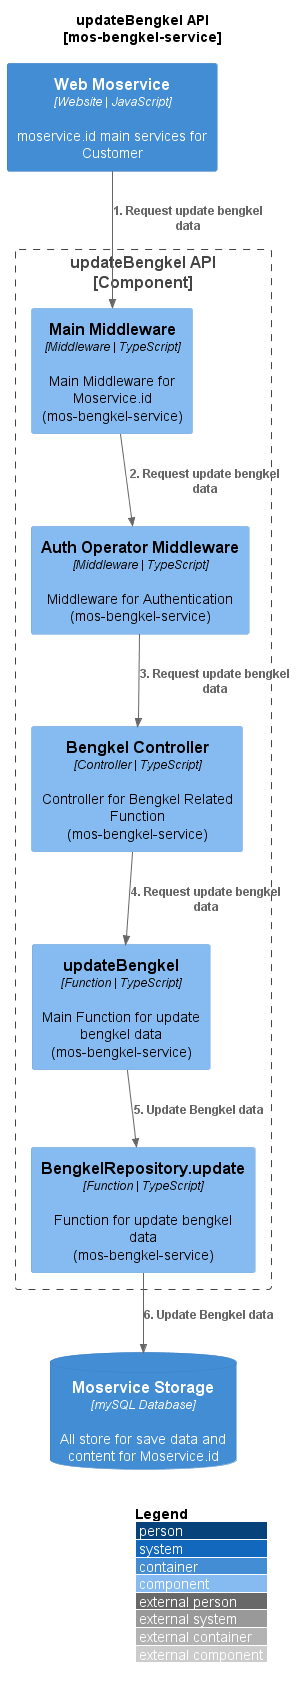 updateBengkel API
[mos-bengkel-service]
Web Moservice
[Website | JavaScript]
moservice.id main services for
Customer
1. Request update bengkel
data
updateBengkel API
[Component]
Main Middleware
[Middleware | TypeScript]
Main Middleware for
Moservice.id
(mos-bengkel-service)
2. Request update bengkel
data
Auth Operator Middleware
[Middleware | TypeScript]
Middleware for Authentication
(mos-bengkel-service)
3. Request update bengkel
data
Bengkel Controller
[Controller | TypeScript]
Controller for Bengkel Related
Function
(mos-bengkel-service)
4. Request update bengkel
data
updateBengkel
[Function | TypeScript]
Main Function for update
bengkel data
(mos-bengkel-service)
5. Update Bengkel data
BengkelRepository.update
[Function | TypeScript]
Function for update bengkel
data
(mos-bengkel-service)
6. Update Bengkel data
Moservice Storage
[mySQL Database]
All store for save data and
content for Moservice.id
Legend
person
system
container
component
external person
external system
external container
external component